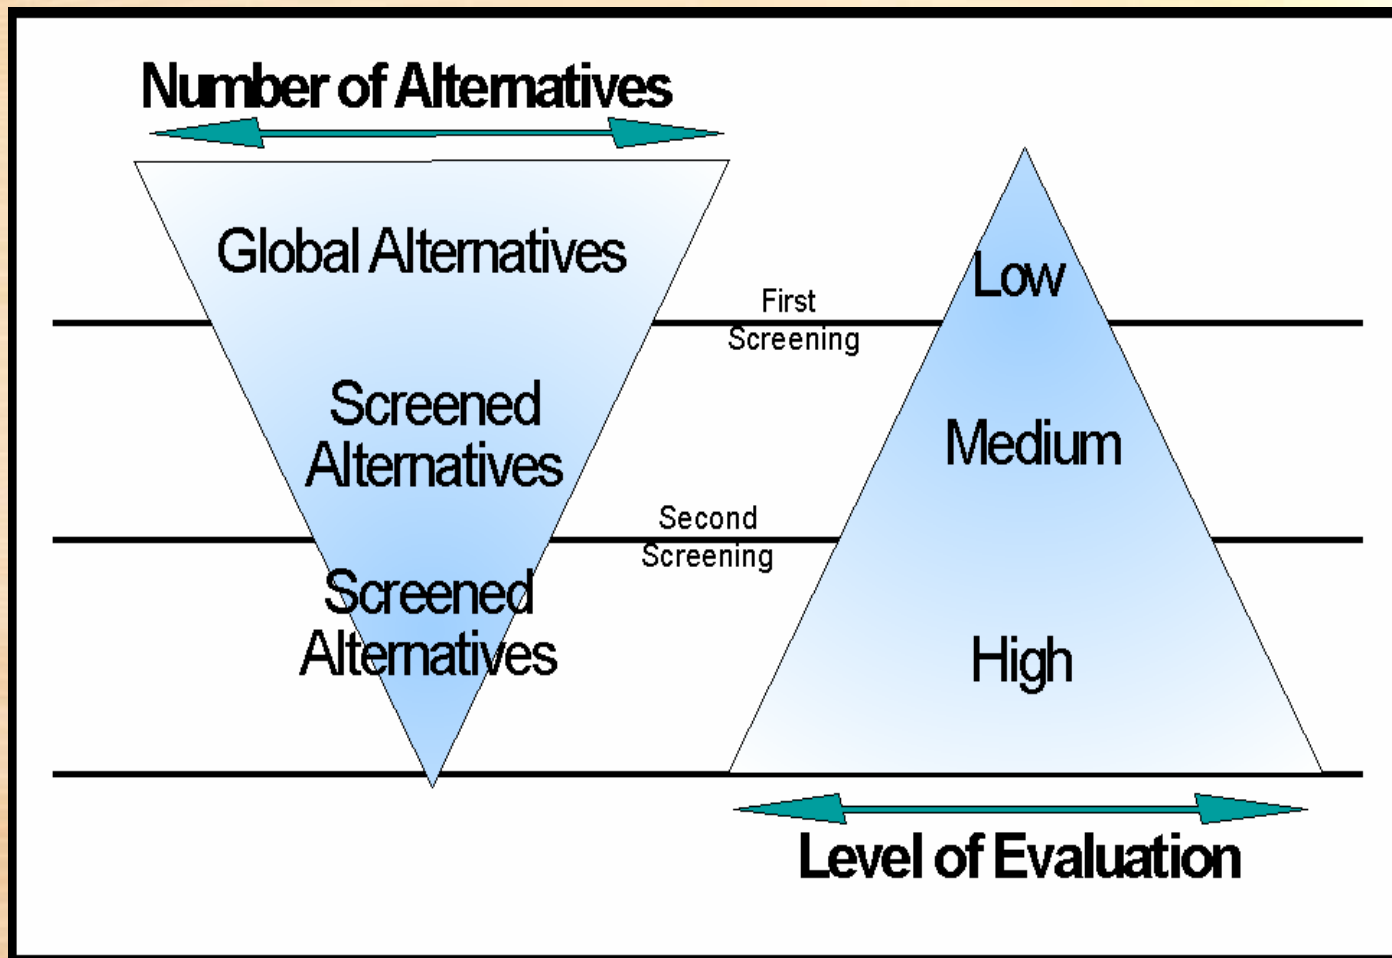 Number of Alternatives
Global Alternatives
Low
First
Screening
Screened
Alternatives
Medium
Second
Screening
Screened
Alternatives
High
Level of Evaluation